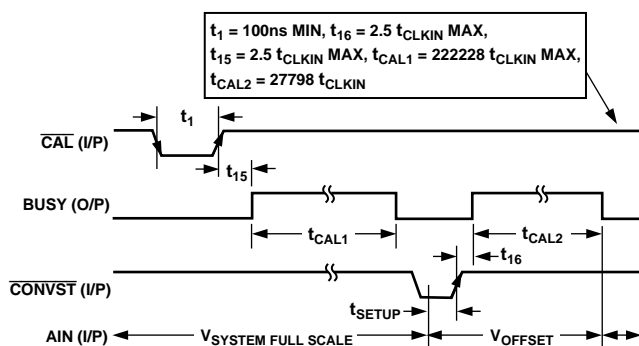 t1 = 100ns MIN, t16 = 2.5 tCLKIN MAX,
t15 = 2.5 tCLKIN MAX, tCAL1 = 222228 tCLKIN MAX,
tCAL2 = 27798 tCLKIN
t1
CAL (I/P)
t15
BUSY (O/P)
tCAL1
tCAL2
t16
CONVST (I/P)
tSETUP
AIN (I/P)
VSYSTEM FULL SCALE
VOFFSET